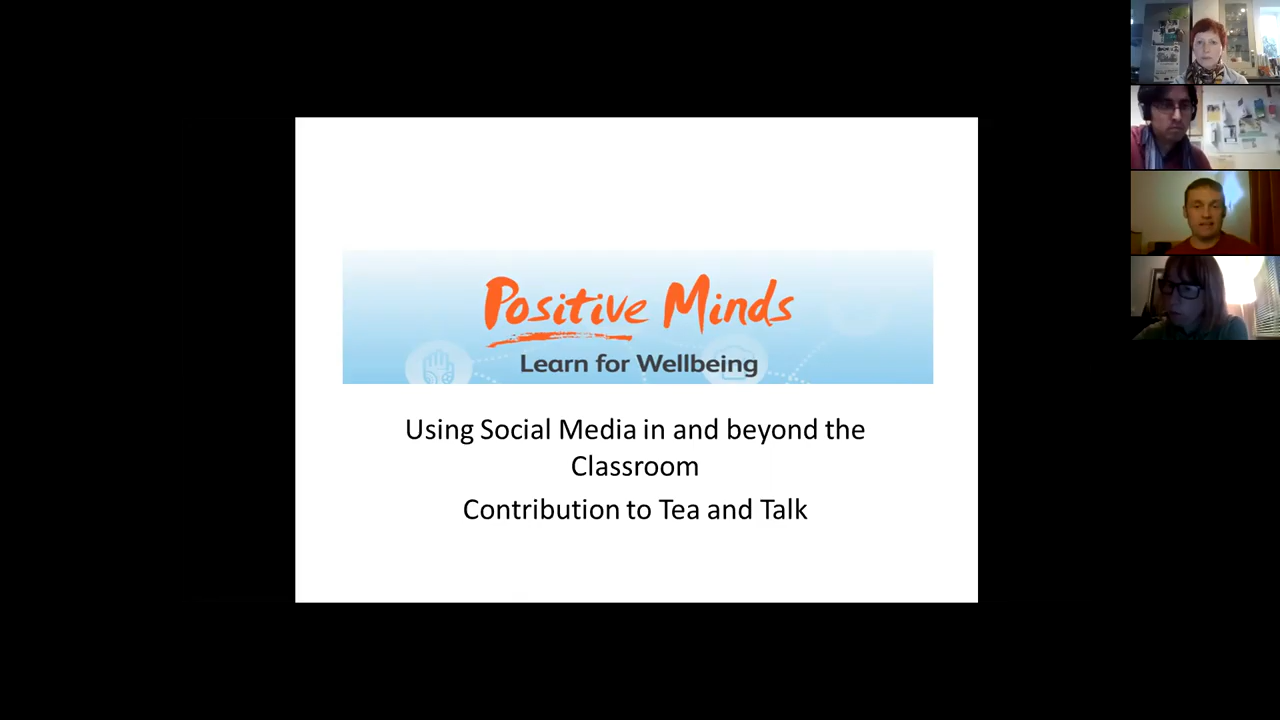 Positive Minds
Learn for Wellbeing
Using Social Media in and beyond the
Classroom
Contribution to Tea and Talk